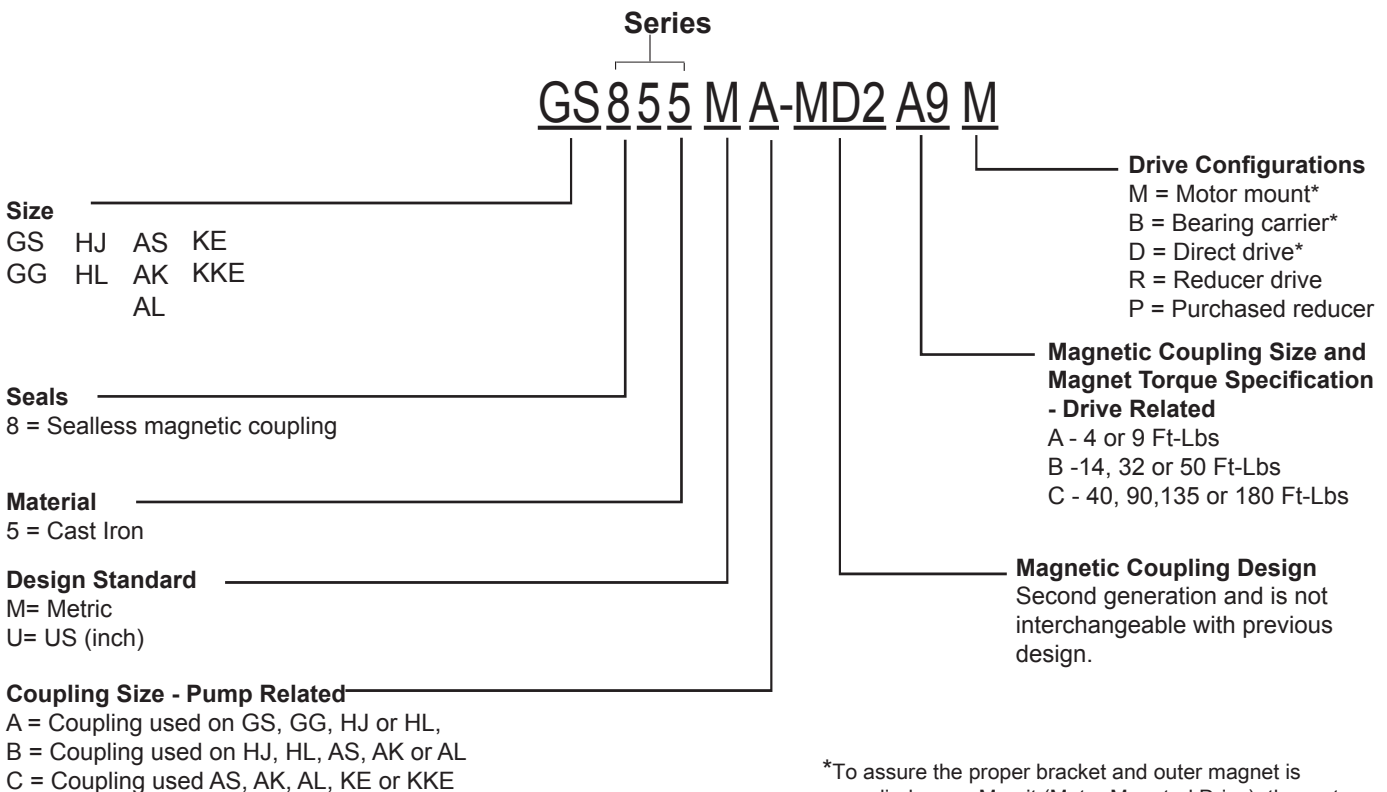 Series
GS855MA-MD2A9M
Size
GS HJ AS KE
GG HL AK KKE
AL
Seals
8 = Sealless magnetic coupling
Material
5 = Cast Iron
Design Standard
M= Metric
U= US (inch)
Coupling Size - Pump Related
A = Coupling used on GS, GG, HJ or HL,
B = Coupling used on HJ, HL, AS, AK or AL
C = Coupling used AS, AK, AL, KE or KKE
Drive Configurations
M = Motor mount*
B = Bearing carrier*
D = Direct drive*
R = Reducer drive
P = Purchased reducer
Magnetic Coupling Size and
Magnet Torque Specification
- Drive Related
A - 4 or 9 Ft-Lbs
B -14, 32 or 50 Ft-Lbs
C - 40, 90,135 or 180 Ft-Lbs
Magnetic Coupling Design
Second generation and is not
interchangeable with previous
design.
*To assure the proper bracket and outer magnet is